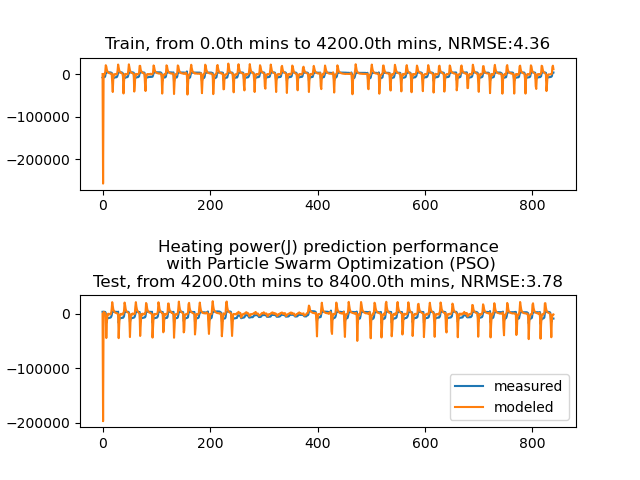 Train, from 0.0th mins to 4200.0th mins, NRMSE:4.36
0
−100000
−200000
0
200
400
600
800
Heating power(J) prediction performance
with Particle Swarm Optimization (PSO)
Test, from 4200.0th mins to 8400.0th mins, NRMSE:3.78
0
−100000
−200000
measured
modeled
0
200
400
600
800